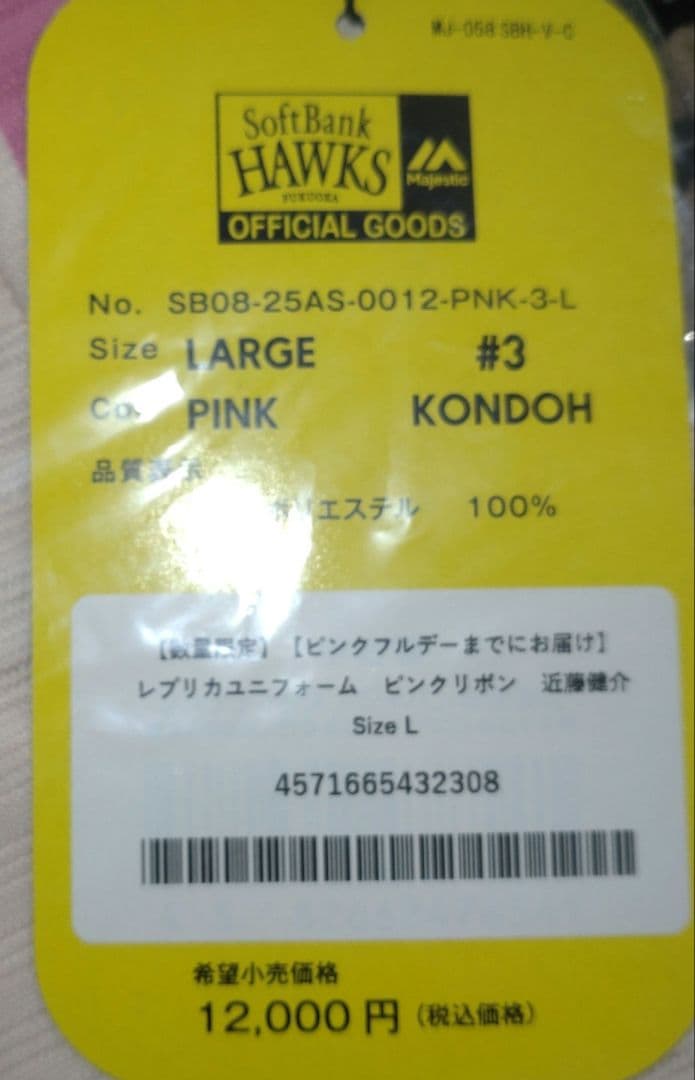 MJ-058 SBH-V-C
SoftBank
HAWKS
FUKUOKA
Majestic
OFFICIAL GOODS
No. SB08-25AS-0012-PNK-3-L
Size LARGE #3
Co. PINK KONDOH
品質表示
ポリエステル 100%
【数量限定】【ピンクフルデーまでにお届け】
レプリカユニフォーム ピンクリボン 近藤健介
Size L
4571665432308
希望小売価格
12,000円(税込価格)